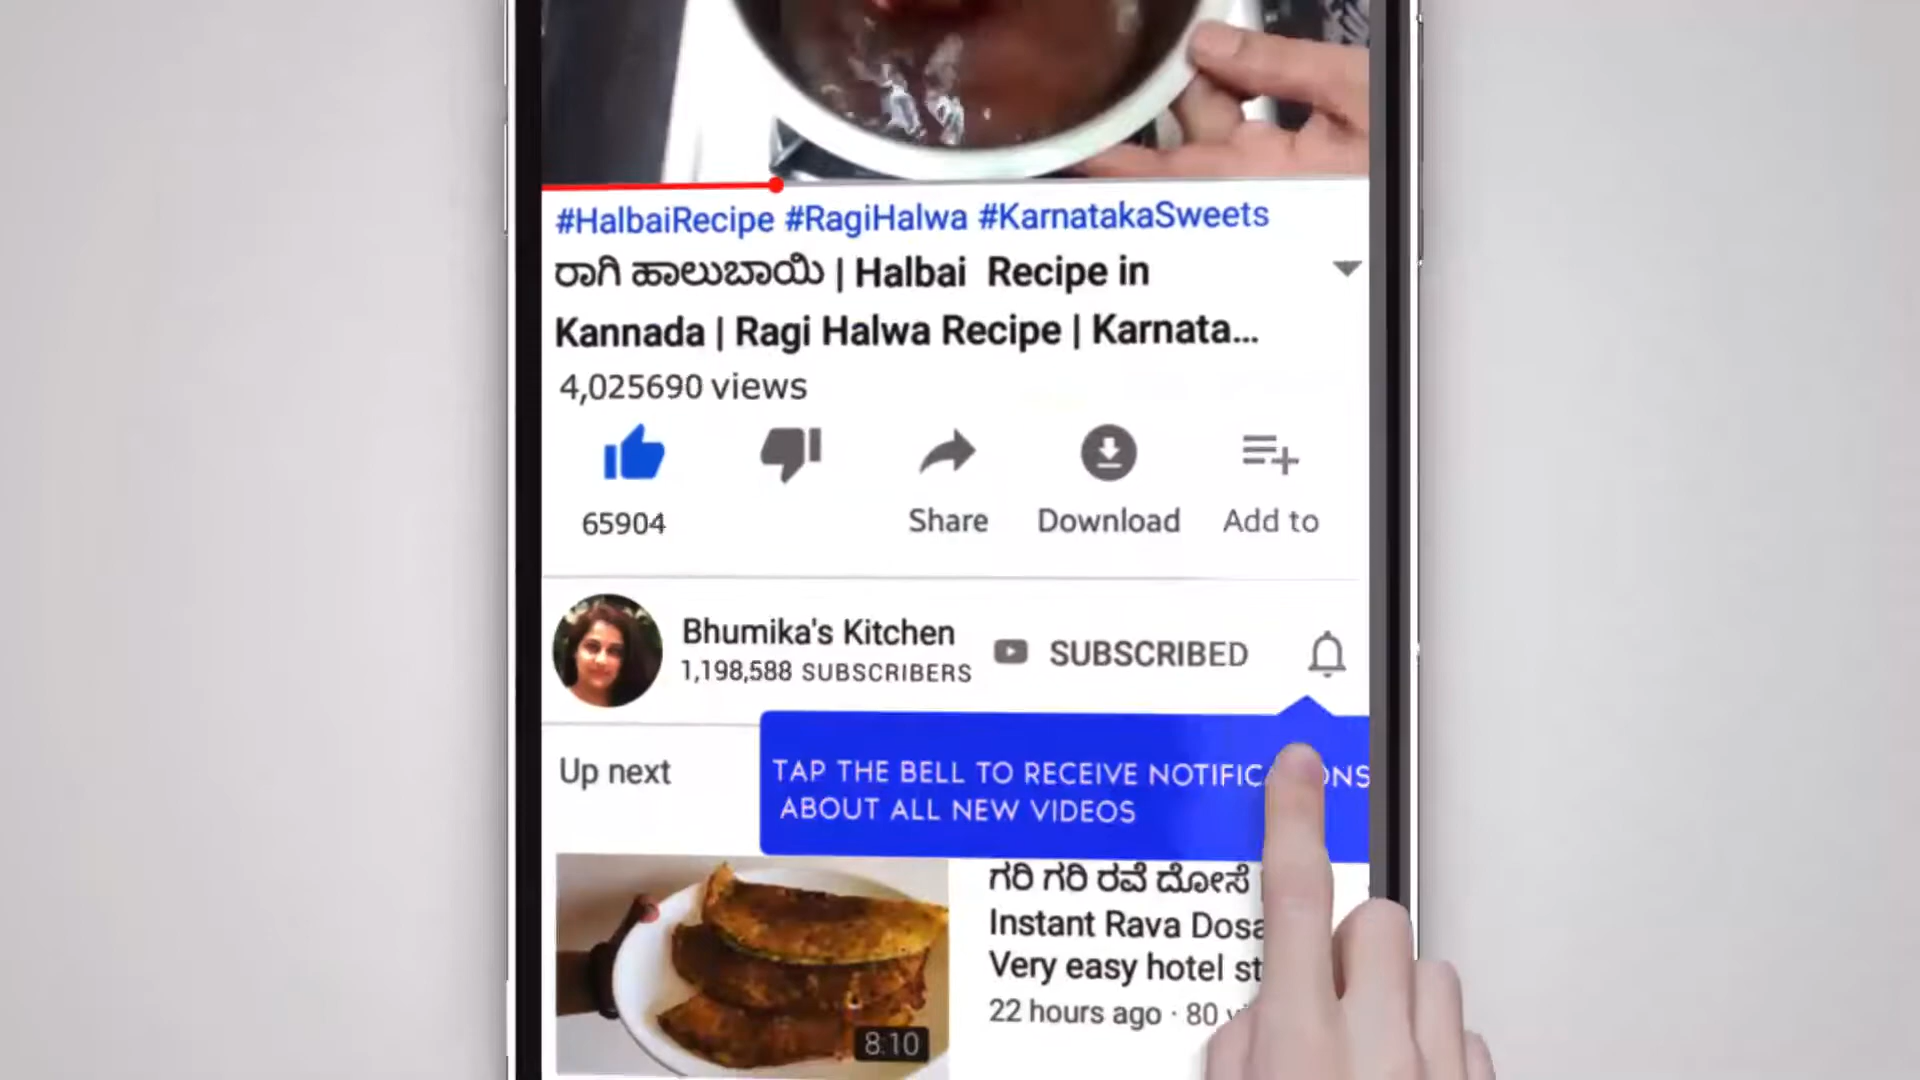 #HalbaiRecipe #RagiHalwa #KarnatakaSweets
ರಾಗಿ ಹಾಲುಬಾಯಿ | Halbai Recipe in
Kannada | Ragi Halwa Recipe | Karnata...
4,025690 views
65904
Share
Download
Add to
Bhumika's Kitchen
1,198,588 SUBSCRIBERS
SUBSCRIBED
Up next
TAP THE BELL TO RECEIVE
ABOUT ALL NEW VIDEOS
ಗರಿ ಗರಿ ರವೆ ದೋಸೆ
Instant Rava Dosa
Very easy hotel
22 hours ago · 80
8:10